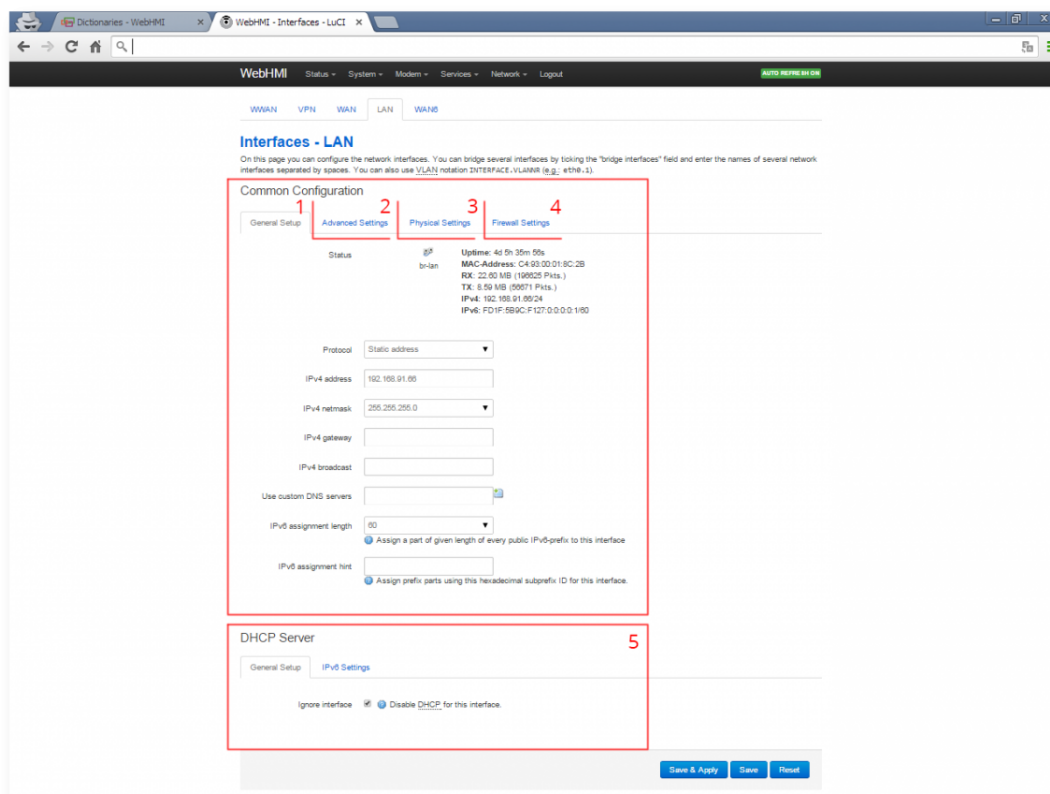 Dictionaries - WebHMI
WebHMI - Interfaces - LuCI
WebHMI Status System Modem Services Network Logout AUTO REFRESH ON
WWAN VPN WAN LAN WAN6
Interfaces - LAN
On this page you can configure the network interfaces. You can bridge several interfaces by ticking the "bridge interfaces" field and enter the names of several network
interfaces separated by spaces. You can also use VLAN notation INTERFACE.VLANNR (e.g.: eth0.1).
Common Configuration
1 2 3 4
General Setup Advanced Settings Physical Settings Firewall Settings
Status
br-lan
Uptime: 4d 5h 35m 56s
MAC-Address: C4:93:00:01:8C:2B
RX: 22.60 MB (196625 Pkts.)
TX: 8.59 MB (56671 Pkts.)
IPv4: 192.168.91.66/24
IPv6: FD1F:5B9C:F127:0:0:0:0:1/60
Protocol Static address
IPv4 address 192.168.91.66
IPv4 netmask 255.255.255.0
IPv4 gateway
IPv4 broadcast
Use custom DNS servers
IPv6 assignment length 60
Assign a part of given length of every public IPv6-prefix to this interface
IPv6 assignment hint
Assign prefix parts using this hexadecimal subprefix ID for this interface.
DHCP Server
5
General Setup IPv6 Settings
Ignore interface Disable DHCP for this interface.
Save & Apply Save Reset